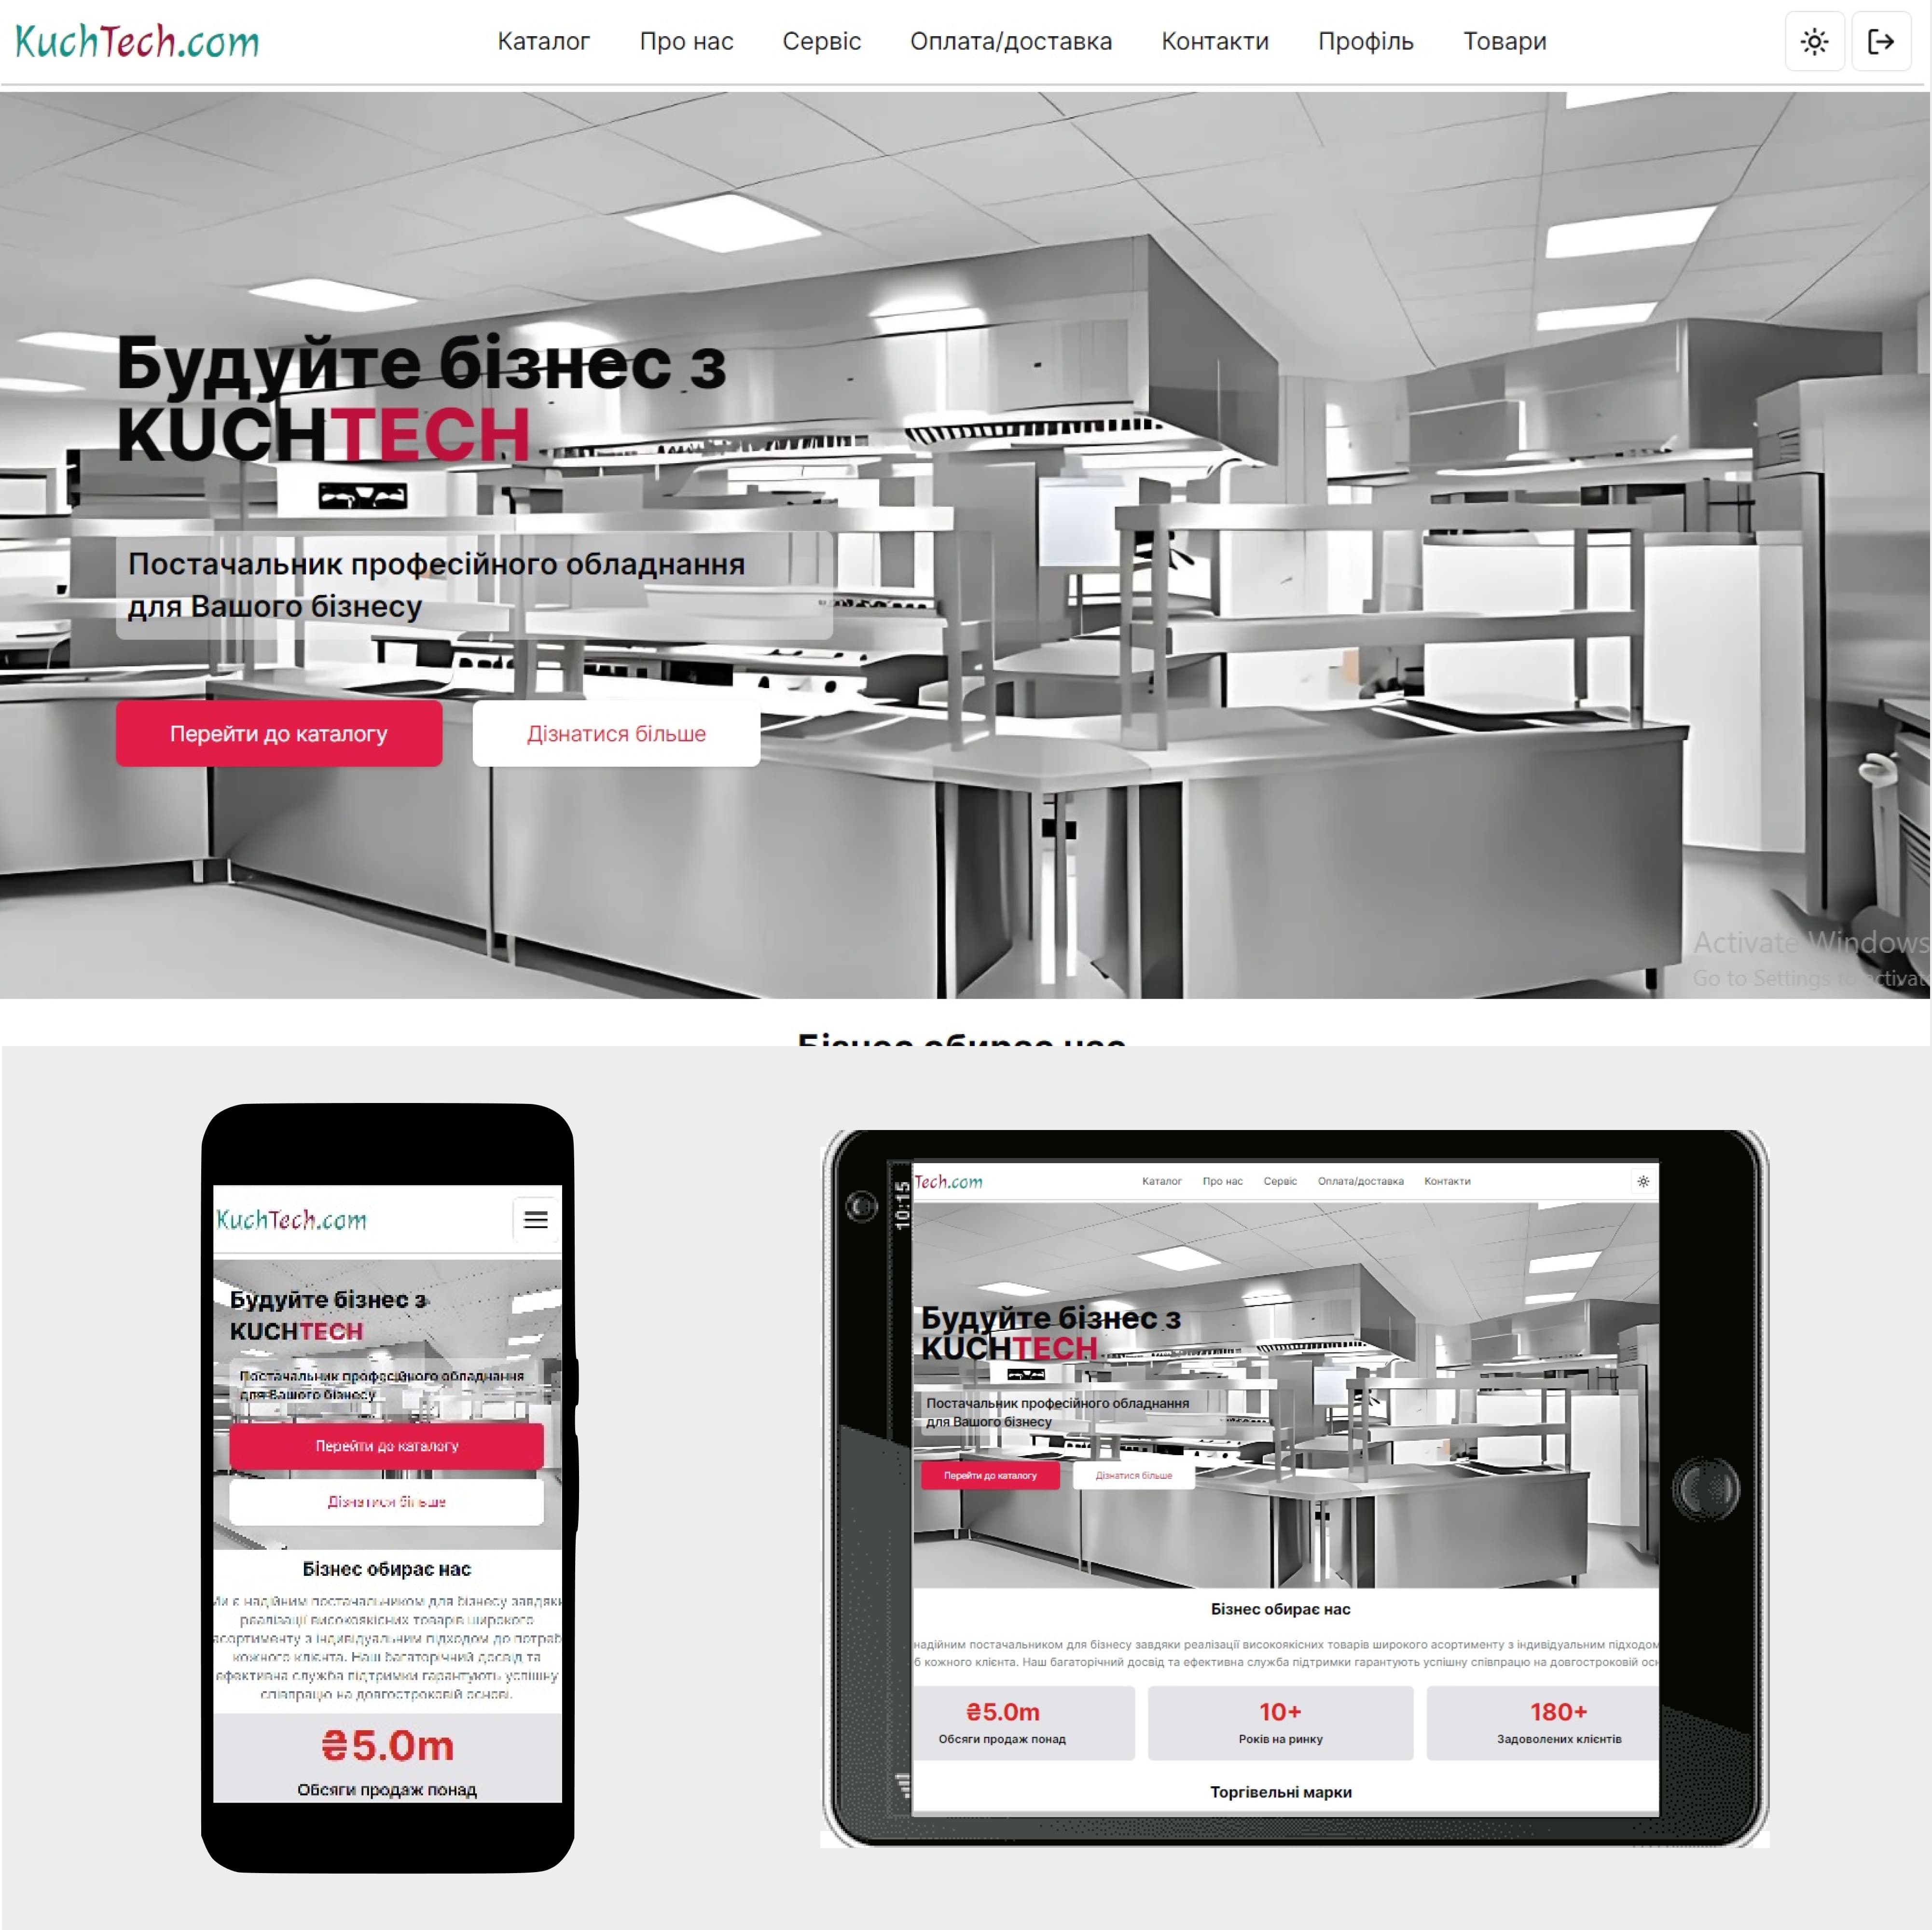 KuchTech.com
Каталог Про нас Сервіс Оплата/доставка Контакти Профіль Товари
Будуйте бізнес з
KUCHTECH
Постачальник професійного обладнання
для Вашого бізнесу
Перейти до каталогу Дізнатися більше
Activate Windows
Go to Settings to activat
Бізнес обирає нас
KuchTech.com
Будуйте бізнес з
KUCHTECH
Постачальник професійного обладнання
для Вашого бізнесу
Перейти до каталогу
Дізнатися більше
Бізнес обирає нас
Ми є надійним постачальником для бізнесу завдяки
реалізації високоякісних товарів широкого
асортименту з індивідуальним підходом до потреб
кожного клієнта. Наш багаторічний досвід та
ефективна служба підтримки гарантують успішну
співпрацю на довгостроковій основі.
₴5.0m
Обсяги продаж понад
10:15
Tech.com
Каталог Про нас Сервіс Оплата/доставка Контакти
Будуйте бізнес з
KUCHTECH
Постачальник професійного обладнання
для Вашого бізнесу
Перейти до каталогу Дізнатися більше
Бізнес обирає нас
надійним постачальником для бізнесу завдяки реалізації високоякісних товарів широкого асортименту з індивідуальним підходом
б кожного клієнта. Наш багаторічний досвід та ефективна служба підтримки гарантують успішну співпрацю на довгостроковій осн
₴5.0m 10+ 180+
Обсяги продаж понад Років на ринку Задоволених клієнтів
Торгівельні марки